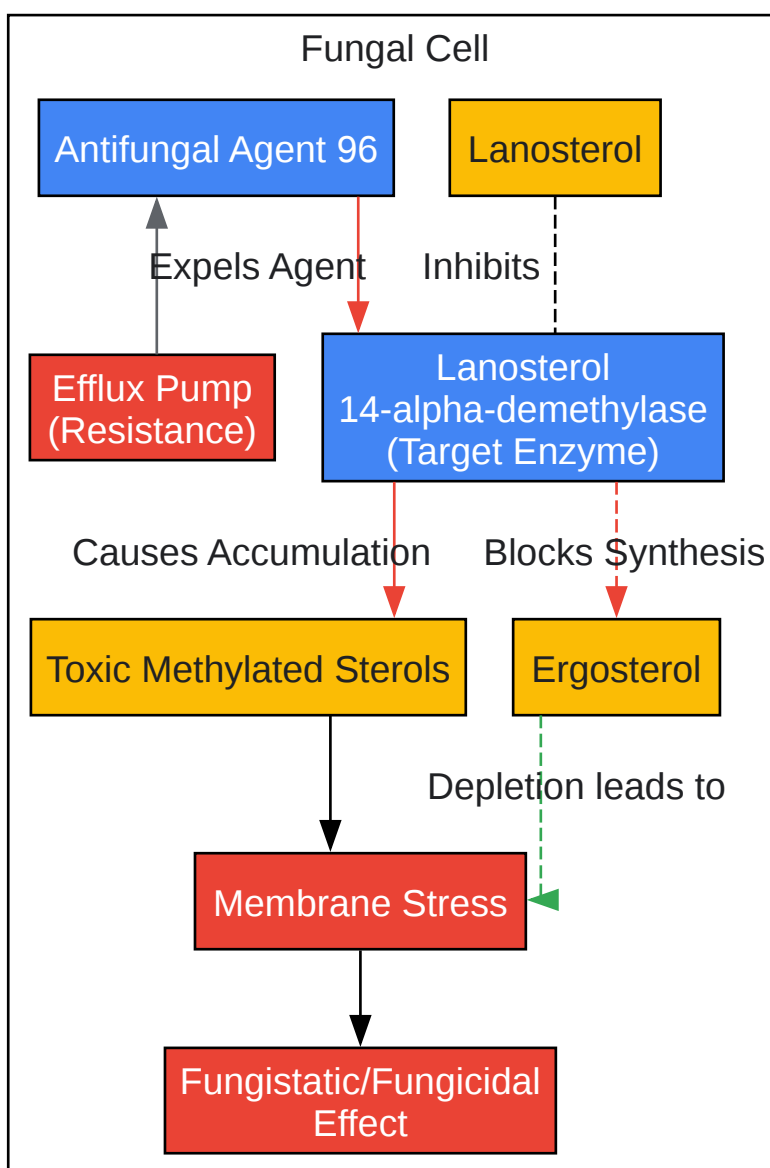 Fungal Cell
Antifungal Agent 96
Lanosterol
Expels Agent
Inhibits
Efflux Pump
(Resistance)
Lanosterol
14-alpha-demethylase
(Target Enzyme)
Causes Accumulation
Blocks Synthesis
Toxic Methylated Sterols
Ergosterol
Depletion leads to
Membrane Stress
Fungistatic/Fungicidal
Effect